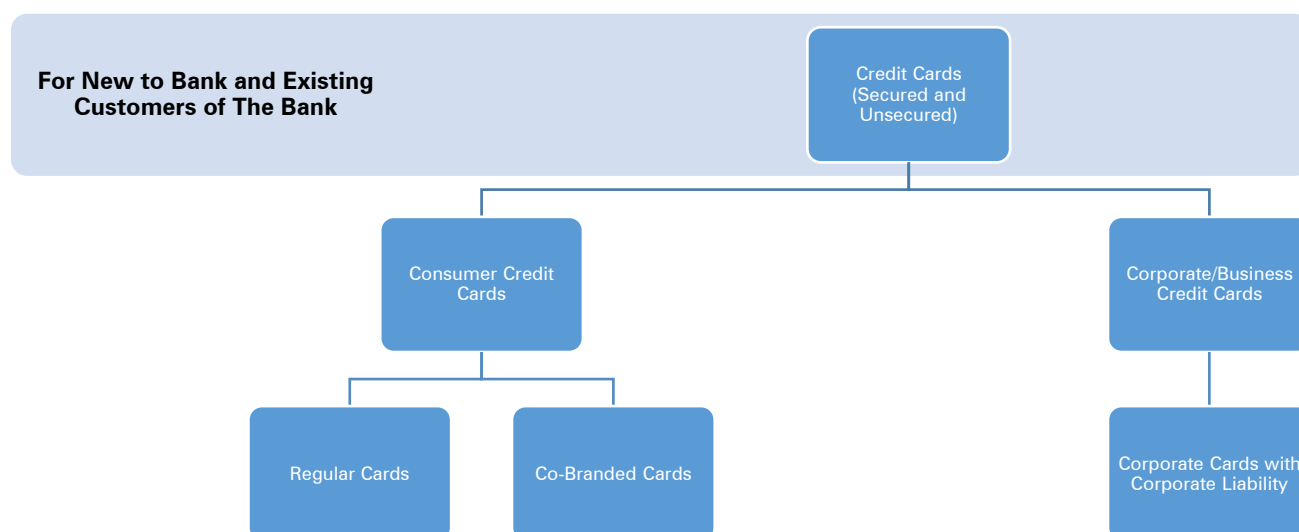 For New to Bank and Existing
Customers of The Bank
Credit Cards
(Secured and
Unsecured)
Consumer Credit
Cards
Corporate/Business
Credit Cards
Regular Cards
Co-Branded Cards
Corporate Cards with
Corporate Liability